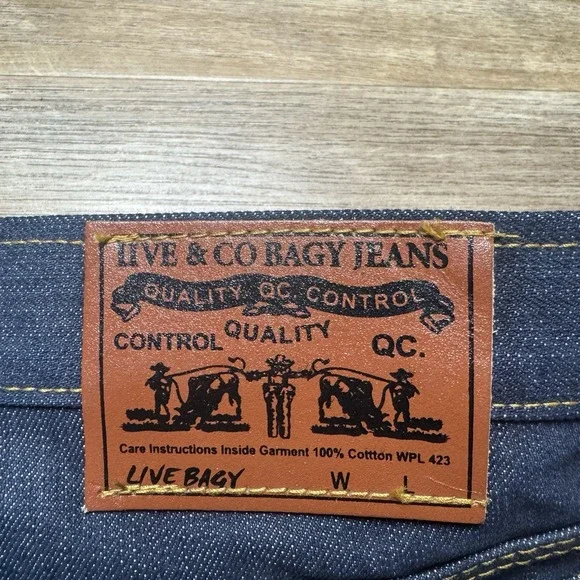 LIVE & CO BAGY JEANS
QUALITY QC. CONTROL
CONTROL QUALITY QC.
Care Instructions Inside Garment 100% Cottton WPL 423
LIVE BAGY W L